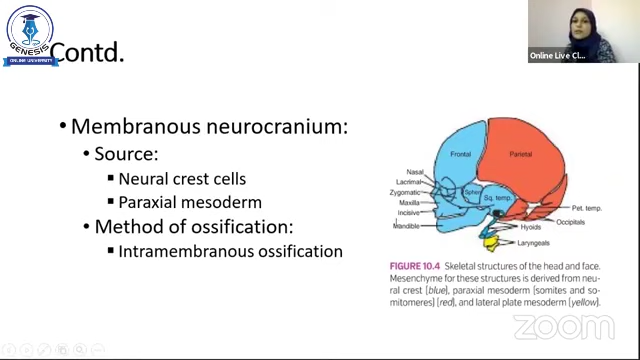 GENESIS
ONLINE UNIVERSITY
Contd.
Online Live Cl...
• Membranous neurocranium:
• Source:
▪ Neural crest cells
▪ Paraxial mesoderm
• Method of ossification:
▪ Intramembranous ossification
Frontal
Parietal
Nasal
Lacrimal
Zygomatic
Maxilla
Incisive
Mandible
Sphen
Sq. temp.
Pet. temp.
Occipitals
Hyoids
Laryngeals
FIGURE 10.4 Skeletal structures of the head and face.
Mesenchyme for these structures is derived from neu-
ral crest (blue), paraxial mesoderm (somites and so-
mitomeres) (red), and lateral plate mesoderm (yellow).
zoom